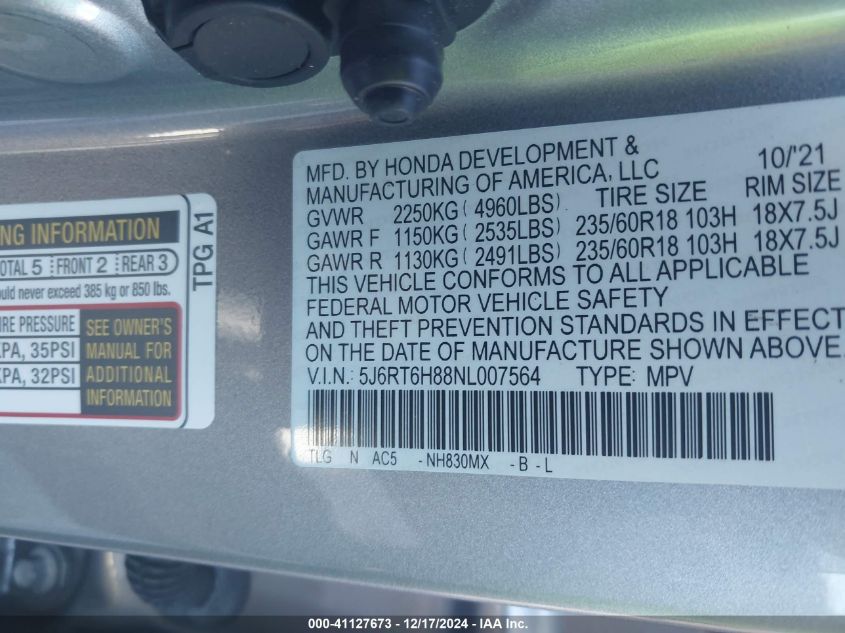 NG INFORMATION
OTAL 5 FRONT 2 REAR 3
ould never exceed 385 kg or 850 lbs.
IRE PRESSURE
KPA, 35PSI
KPA, 32PSI
SEE OWNER'S
MANUAL FOR
ADDITIONAL
INFORMATION
TPG A1
MFD. BY HONDA DEVELOPMENT & 10/'21
MANUFACTURING OF AMERICA, LLC
TIRE SIZE RIM SIZE
GVWR 2250KG ( 4960LBS)
GAWR F 1150KG ( 2535LBS) 235/60R18 103H 18X7.5J
GAWR R 1130KG ( 2491LBS) 235/60R18 103H 18X7.5J
THIS VEHICLE CONFORMS TO ALL APPLICABLE
FEDERAL MOTOR VEHICLE SAFETY
AND THEFT PREVENTION STANDARDS IN EFFECT
ON THE DATE OF MANUFACTURE SHOWN ABOVE.
V.I.N.: 5J6RT6H88NL007564 TYPE: MPV
TLG N AC5 -NH830MX -B -L
000-41127673 - 12/17/2024 - IAA Inc.